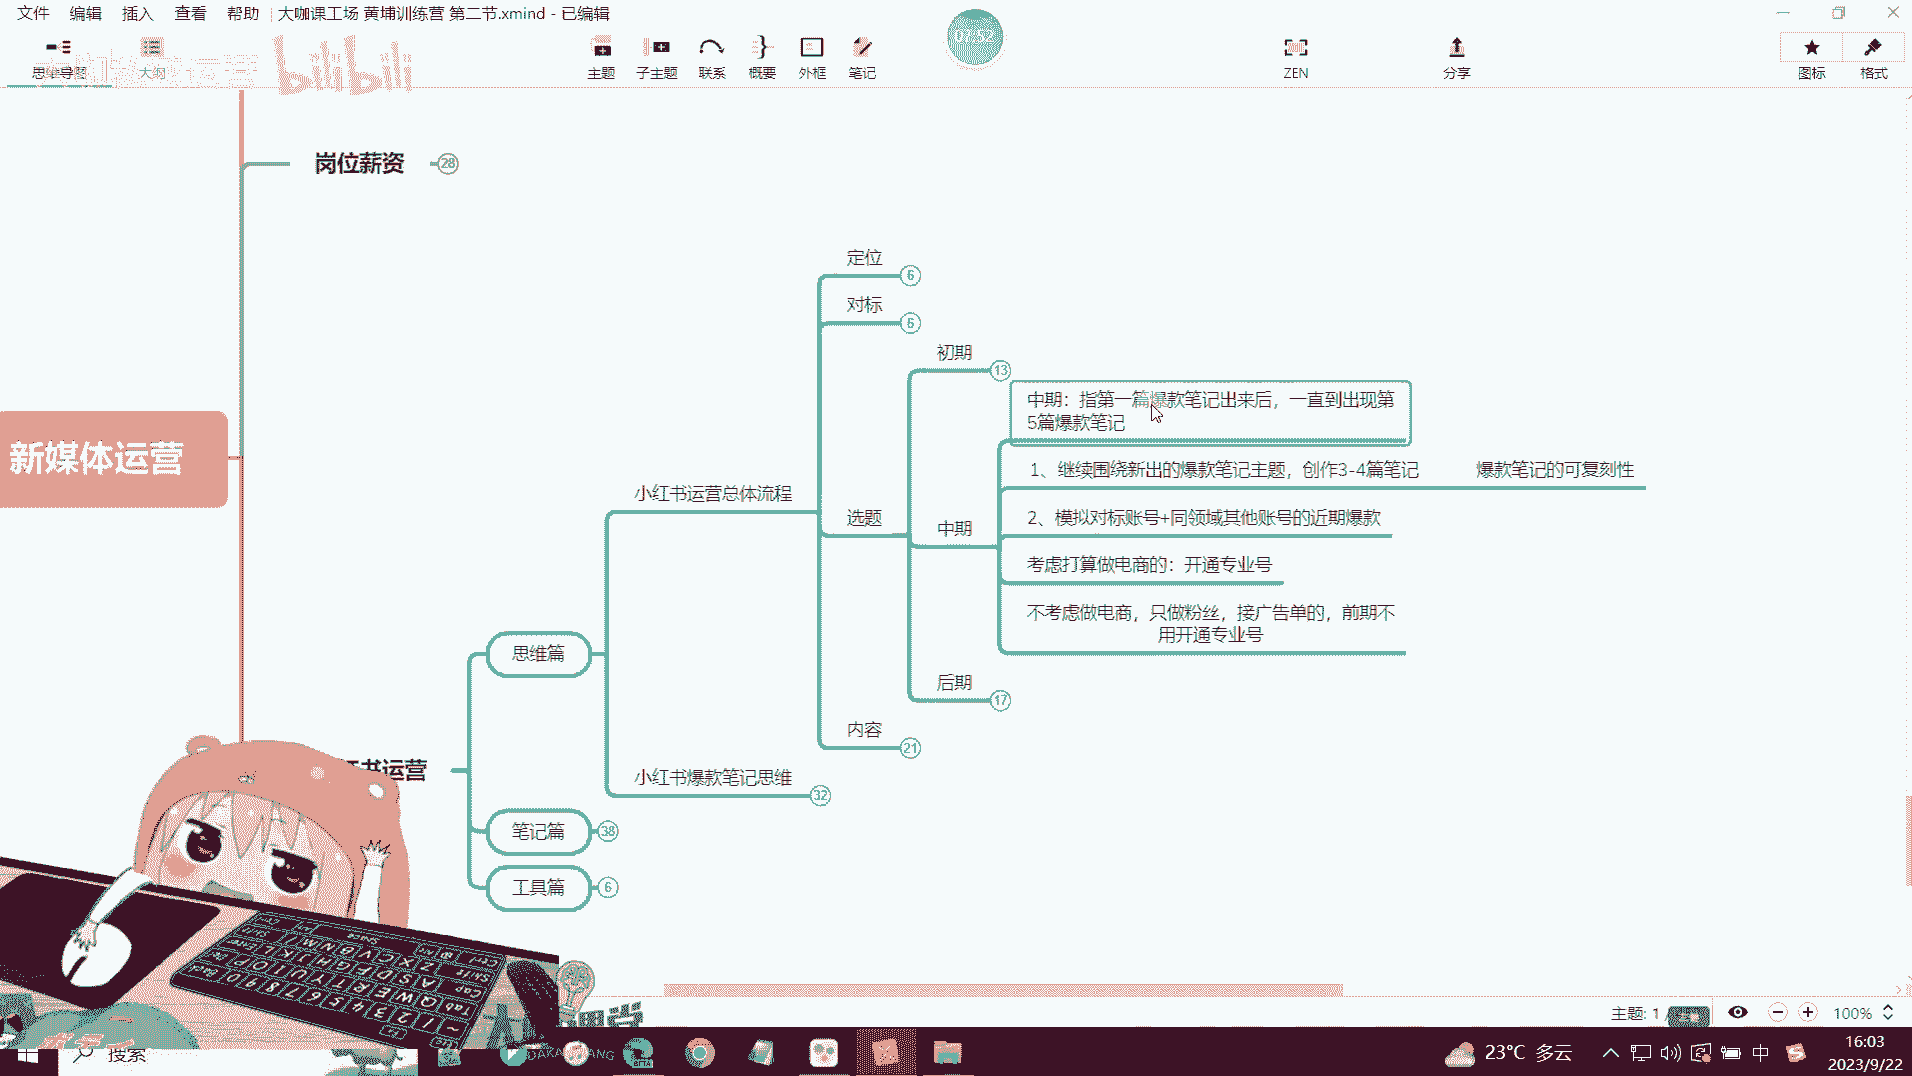 文件 编辑 插入 查看 帮助 大咖课工场 黄埔训练营 第二节.xmind - 已编辑
思维导图 大纲 主题 子主题 联系 概要 外框 笔记 ZEN 分享 图标 格式
bilibili
岗位薪资 28
定位 6
对标 6
初期 13
中期：指第一篇爆款笔记出来后，一直到出现第
5篇爆款笔记
新媒体运营
1、继续围绕新出的爆款笔记主题，创作3-4篇笔记 爆款笔记的可复刻性
小红书运营总体流程
选题
中期
2、模拟对标账号+同领域其他账号的近期爆款
考虑打算做电商的：开通专业号
不考虑做电商，只做粉丝，接广告单的，前期不
用开通专业号
思维篇
后期 17
内容 21
书运营
小红书爆款笔记思维 32
笔记篇 38
工具篇 6
主题: 1 /
100%
搜索
23°C 多云
中
16:03
2023/9/22